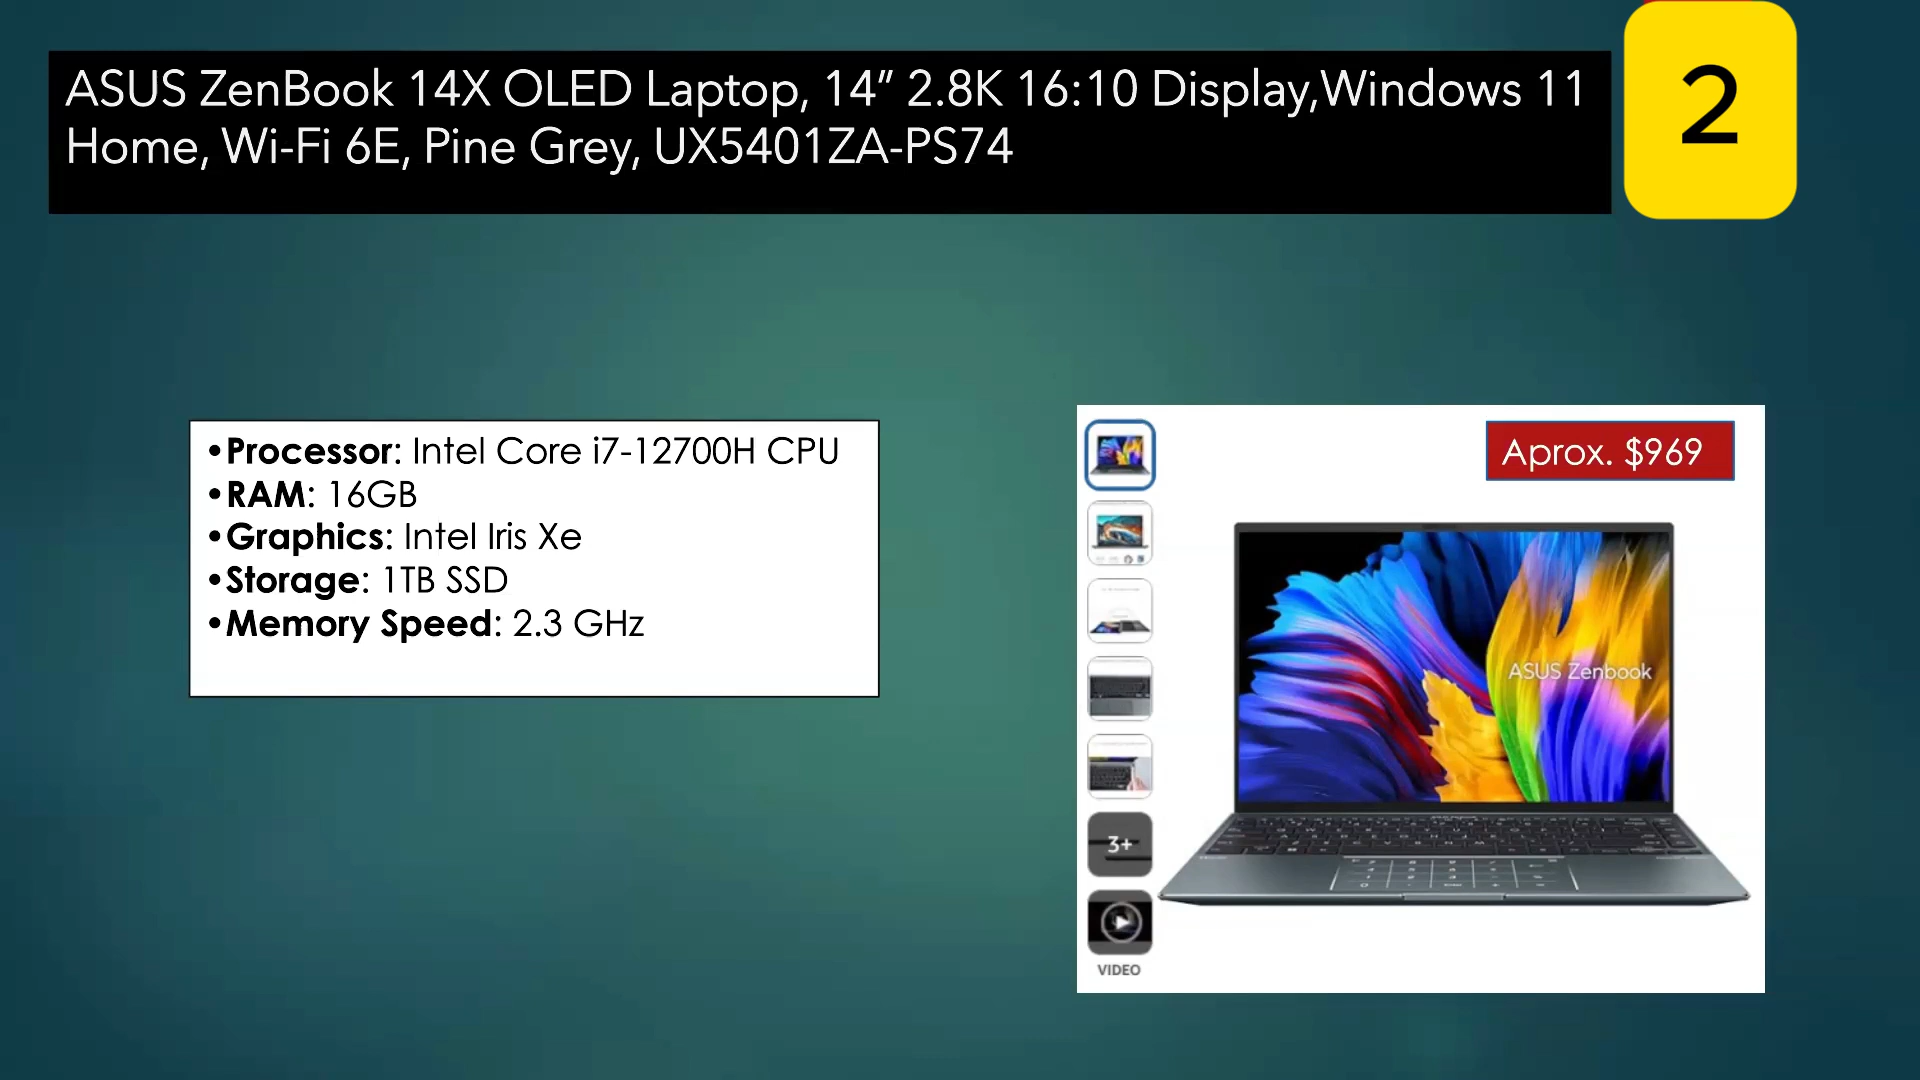 ASUS ZenBook 14X OLED Laptop, 14” 2.8K 16:10 Display,Windows 11
Home, Wi-Fi 6E, Pine Grey, UX5401ZA-PS74
2
•Processor: Intel Core i7-12700H CPU
•RAM: 16GB
•Graphics: Intel Iris Xe
•Storage: 1TB SSD
•Memory Speed: 2.3 GHz
Aprox. $969
ASUS Zenbook
3+
VIDEO